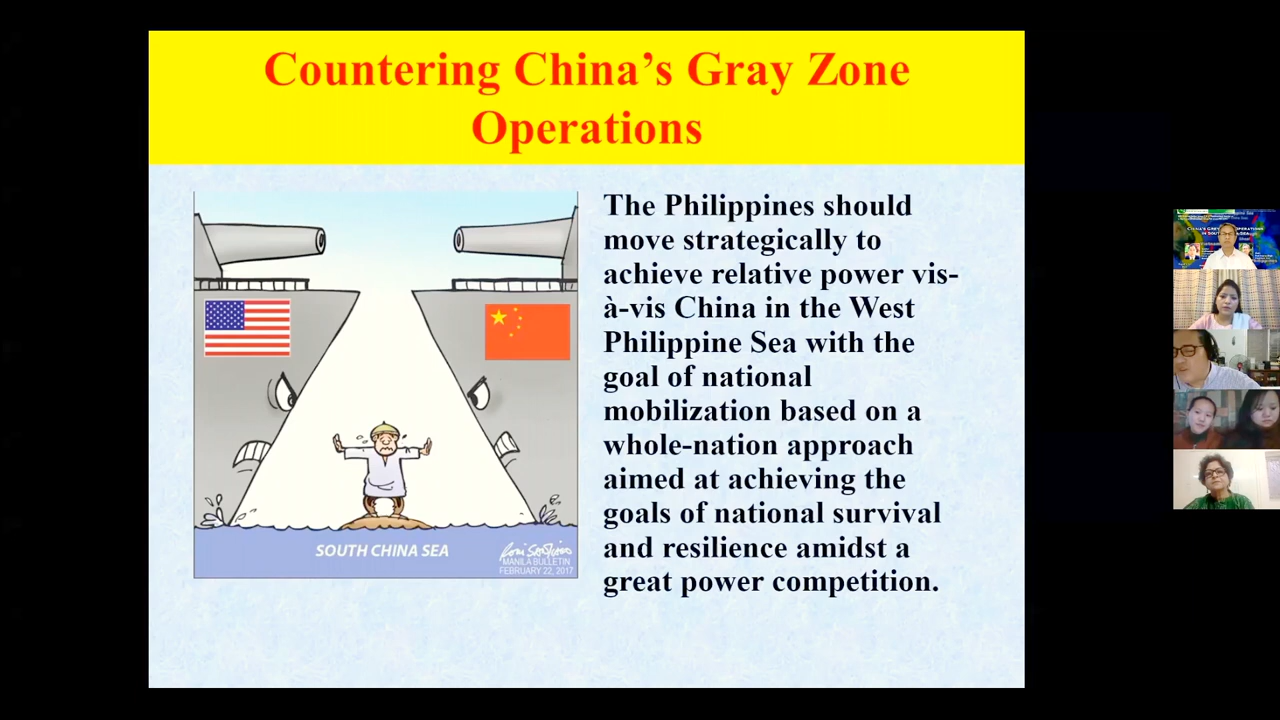 Countering China’s Gray Zone
Operations
The Philippines should
move strategically to
achieve relative power vis-
à-vis China in the West
Philippine Sea with the
goal of national
mobilization based on a
whole-nation approach
aimed at achieving the
goals of national survival
and resilience amidst a
great power competition.
SOUTH CHINA SEA
MANILA BULLETIN
FEBRUARY 22, 2017